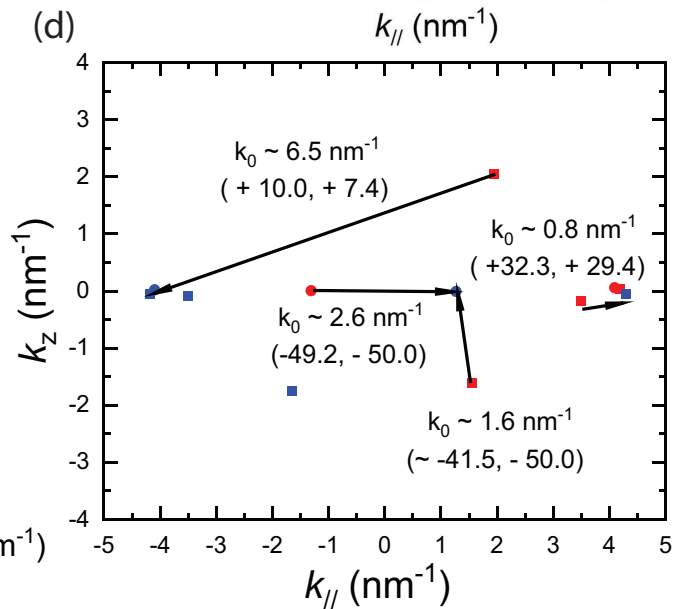 (d)
k// (nm-1)
4
3
2
1
0
-1
-2
-3
-4
kz (nm-1)
k0 ~ 6.5 nm-1
( + 10.0, + 7.4)
k0 ~ 0.8 nm-1
( +32.3, + 29.4)
k0 ~ 2.6 nm-1
(-49.2, - 50.0)
k0 ~ 1.6 nm-1
(~ -41.5, - 50.0)
m-1)
-5 -4 -3 -2 -1 0 1 2 3 4 5
k// (nm-1)